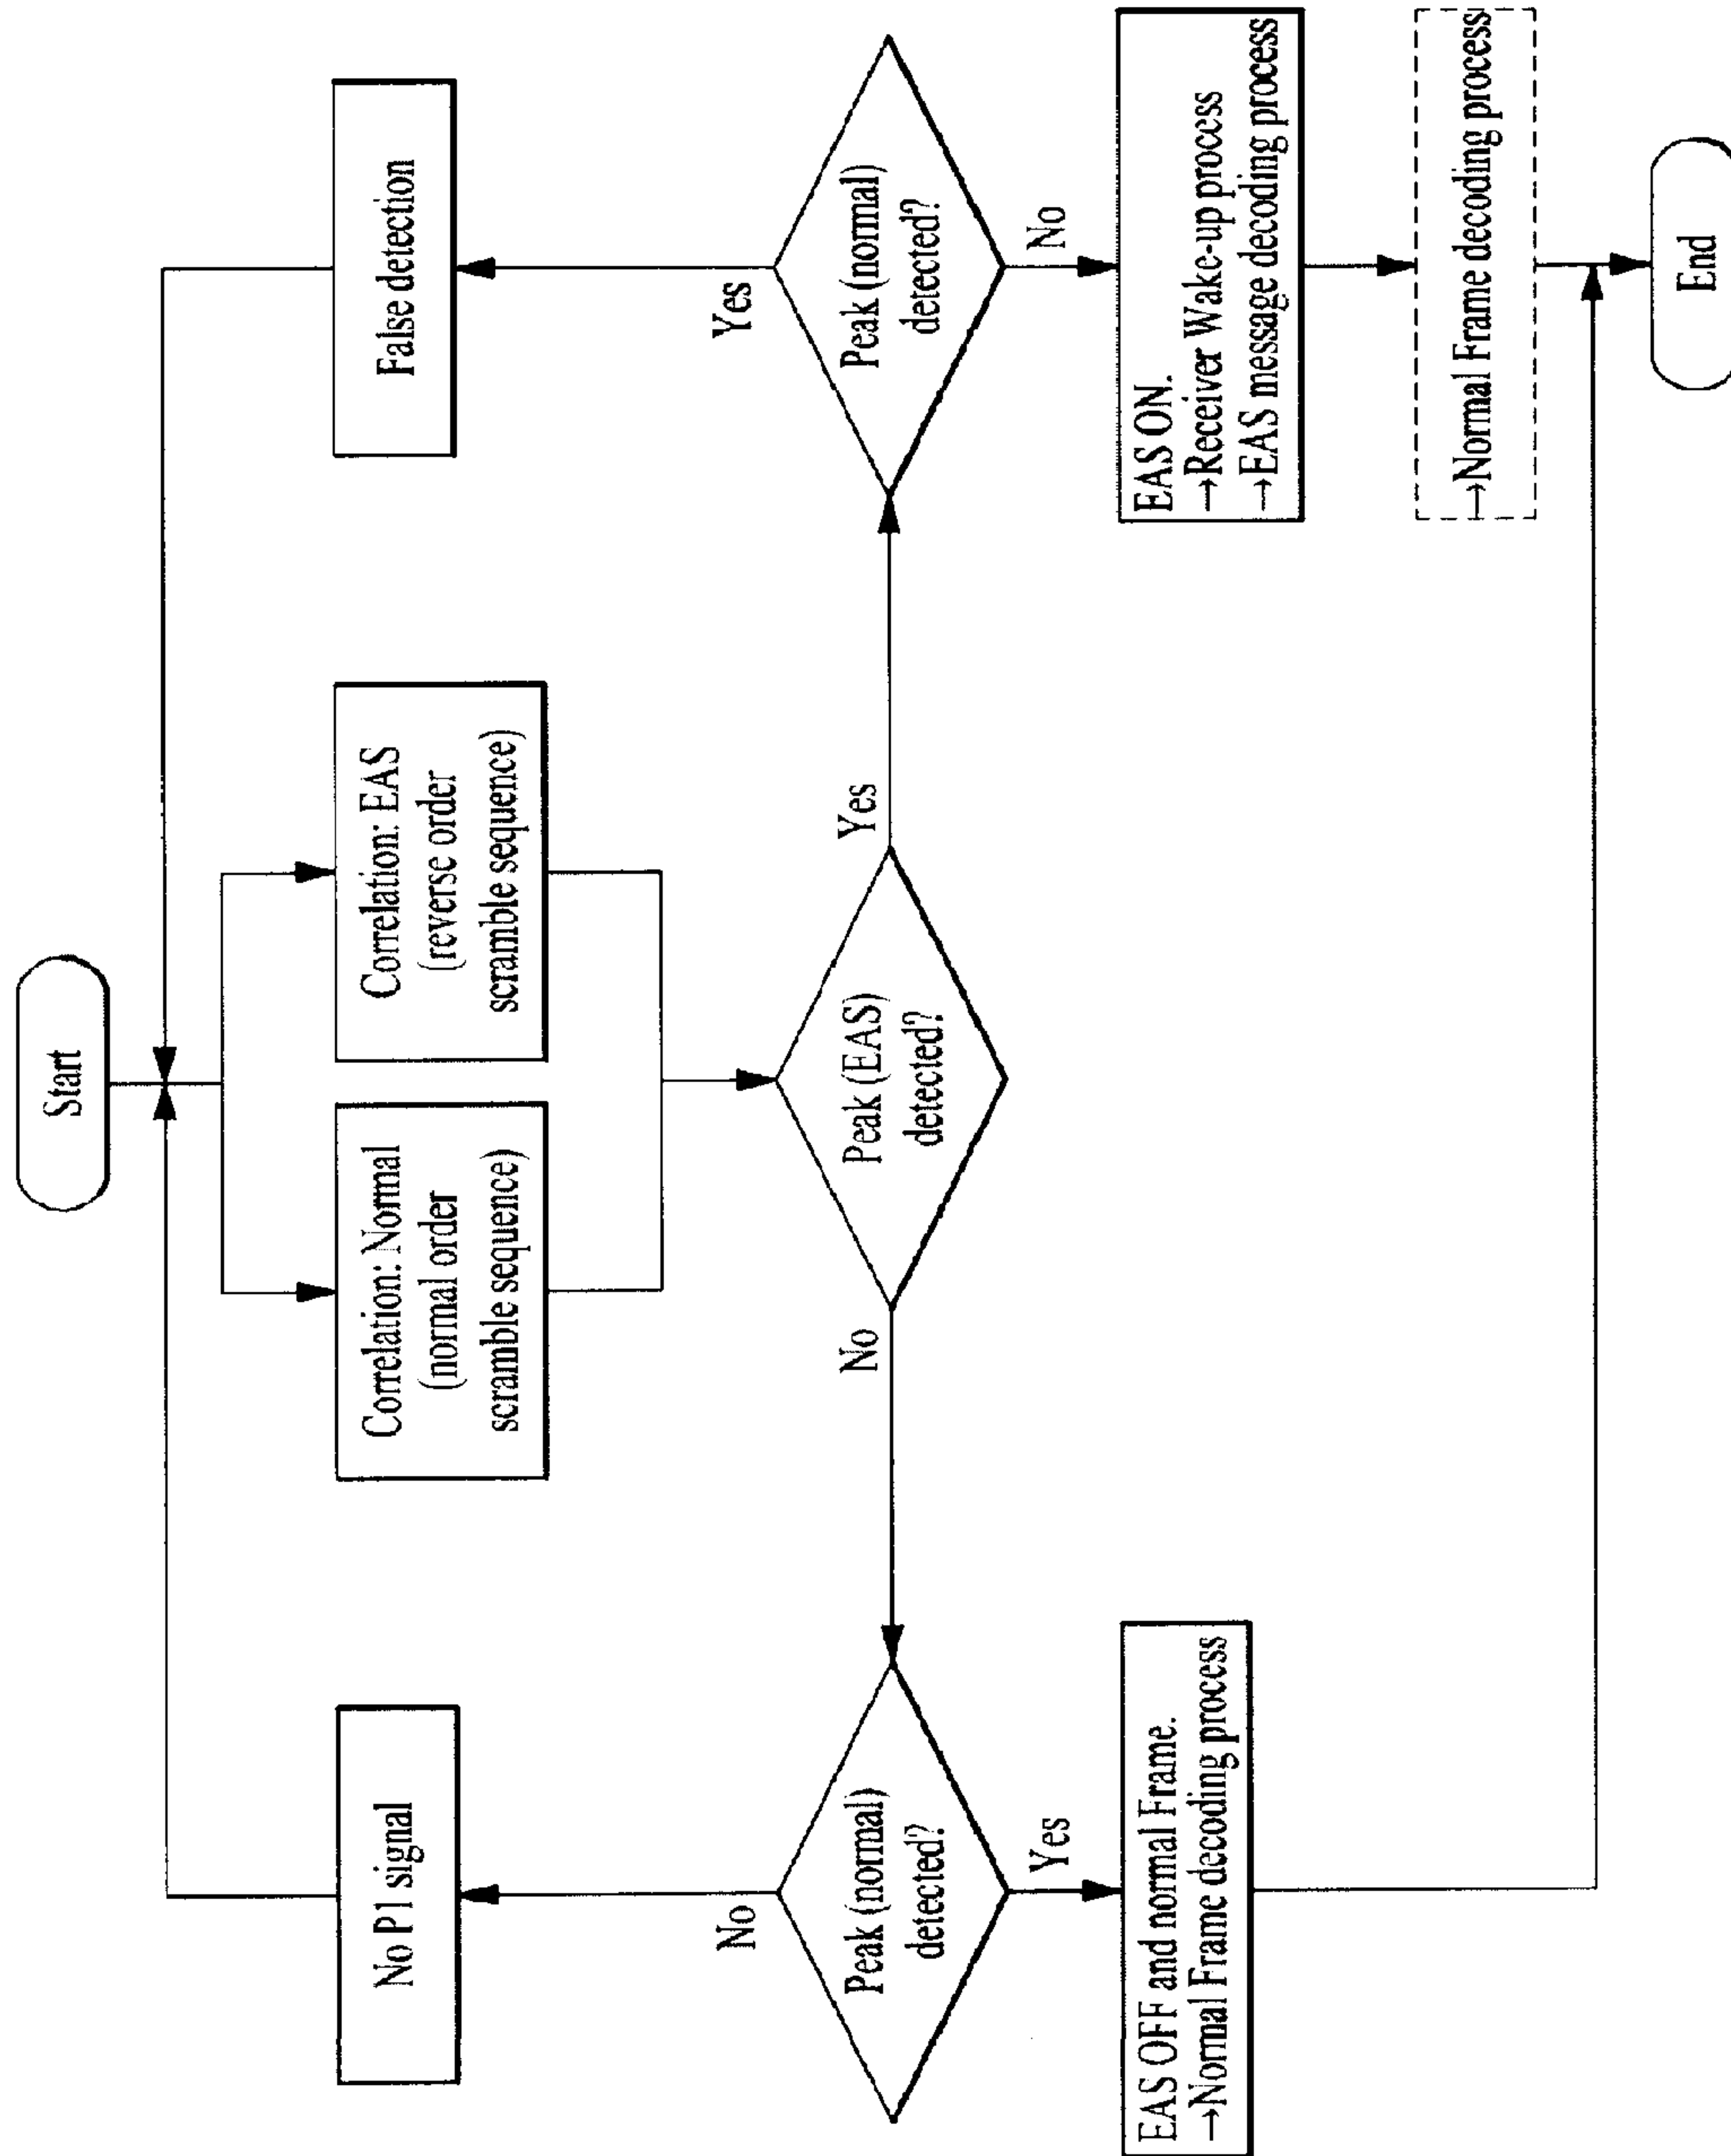 Start
No P1 signal
Correlation: Normal
(normal order
scramble sequence)
Correlation: EAS
(reverse order
scramble sequence)
False detection
No
Peak (normal)
detected?
Yes
No
Peak (EAS)
detected?
Yes
Yes
Peak (normal)
detected?
No
EAS OFF and normal Frame.
→Normal Frame decoding process
EAS ON.
→Receiver Wake-up process
→EAS message decoding process
→Normal Frame decoding process
End